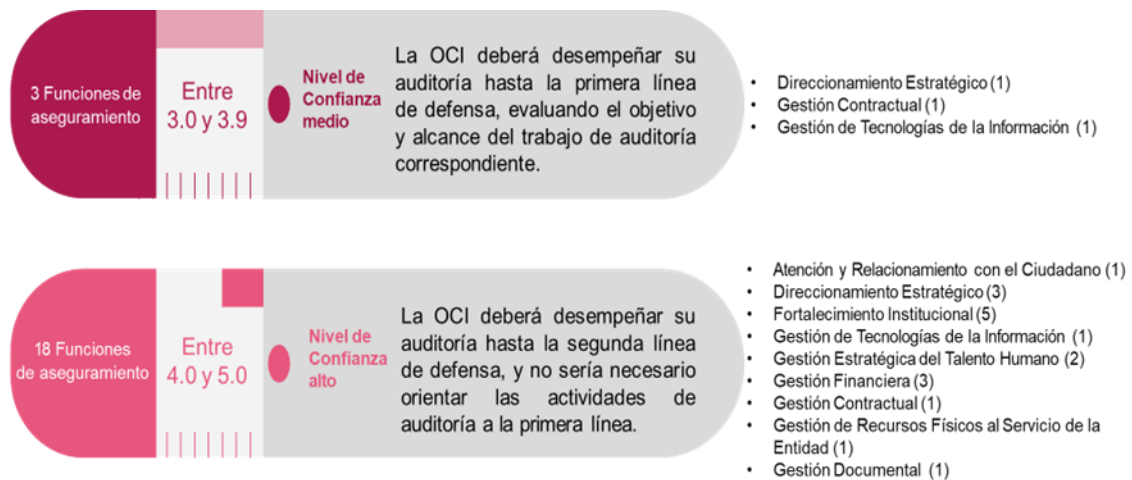 3 Funciones de
aseguramiento
Entre
3.0 y 3.9
Nivel de
Confianza
medio
La OCI deberá desempeñar su
auditoría hasta la primera línea
de defensa, evaluando el objetivo
y alcance del trabajo de auditoría
correspondiente.
• Direccionamiento Estratégico (1)
• Gestión Contractual (1)
• Gestión de Tecnologías de la Información (1)
18 Funciones
de aseguramiento
Entre
4.0 y 5.0
Nivel de
Confianza
alto
La OCI deberá desempeñar su
auditoría hasta la segunda línea
de defensa, y no sería necesario
orientar las actividades de
auditoría a la primera línea.
• Atención y Relacionamiento con el Ciudadano (1)
• Direccionamiento Estratégico (3)
• Fortalecimiento Institucional (5)
• Gestión de Tecnologías de la Información (1)
• Gestión Estratégica del Talento Humano (2)
• Gestión Financiera (3)
• Gestión Contractual (1)
• Gestión de Recursos Físicos al Servicio de la
Entidad (1)
• Gestión Documental (1)